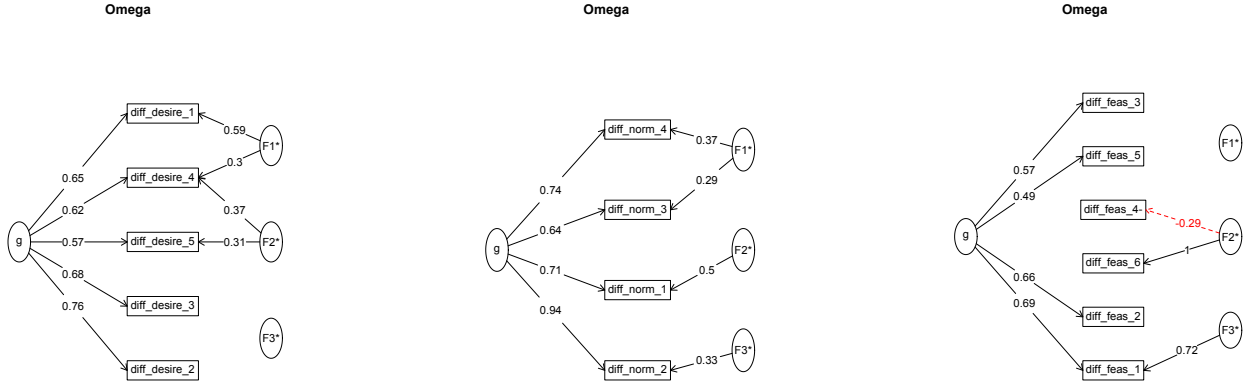 Omega
diff_desire_1
diff_desire_4
diff_desire_5
diff_desire_3
diff_desire_2
g
F1*
F2*
F3*
0.65
0.62
0.57
0.68
0.76
0.59
0.3
0.37
0.31
Omega
diff_norm_4
diff_norm_3
diff_norm_1
diff_norm_2
g
F1*
F2*
F3*
0.74
0.64
0.71
0.94
0.37
0.29
0.5
0.33
Omega
diff_feas_3
diff_feas_5
diff_feas_4-
diff_feas_6
diff_feas_2
diff_feas_1
g
F1*
F2*
F3*
0.57
0.49
0.66
0.69
-0.29
1
0.72